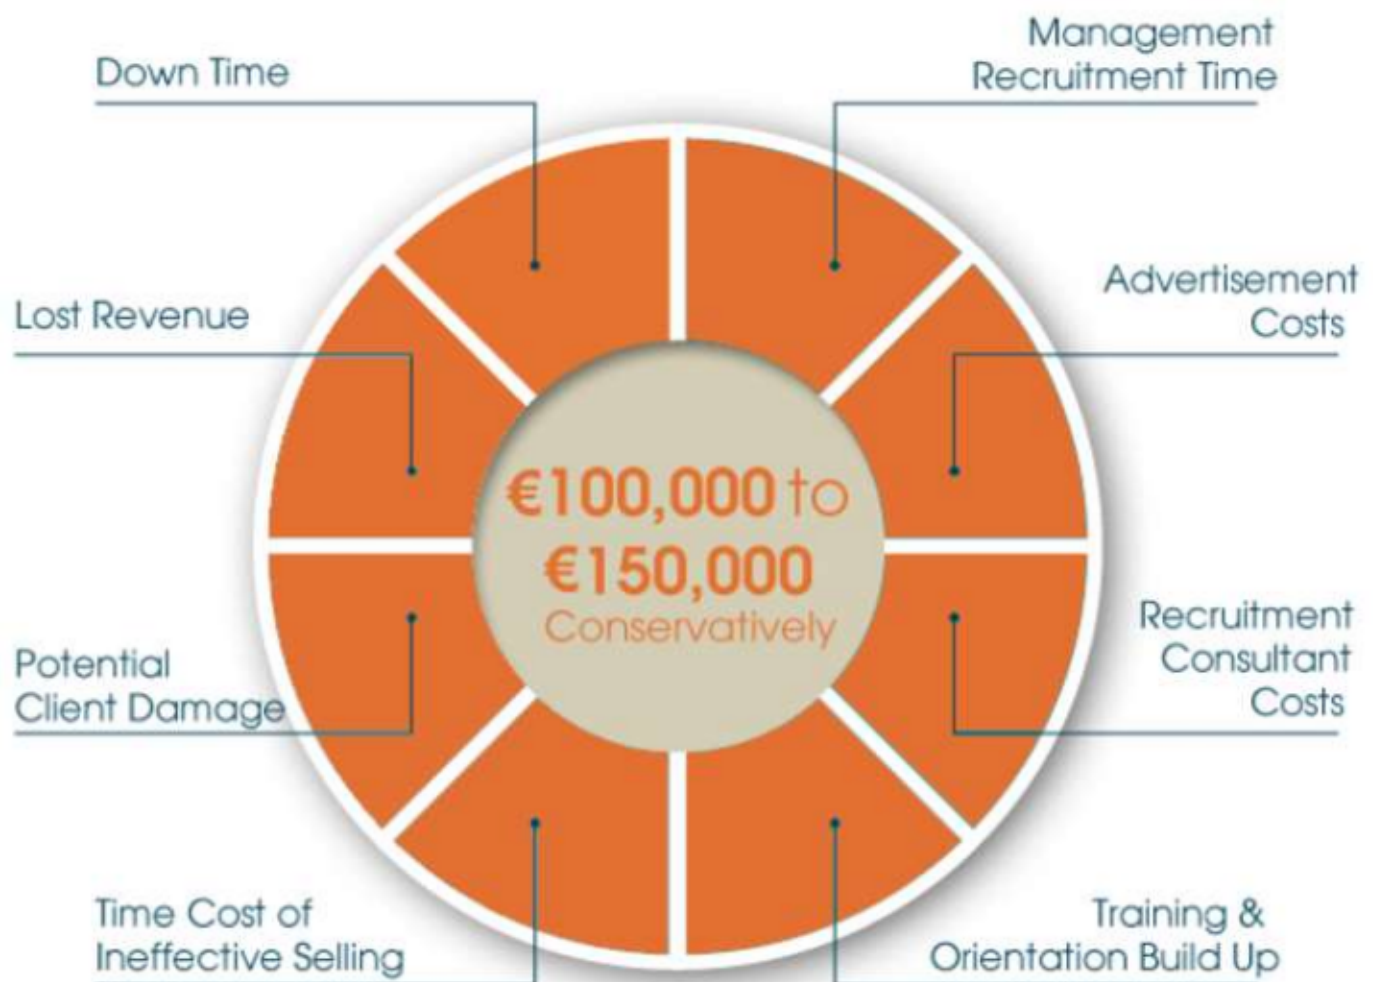 Down Time
Management
Recruitment Time
Lost Revenue
Advertisement
Costs
€100,000 to
€150,000
Conservatively
Potential
Client Damage
Recruitment
Consultant
Costs
Time Cost of
Ineffective Selling
Training &
Orientation Build Up